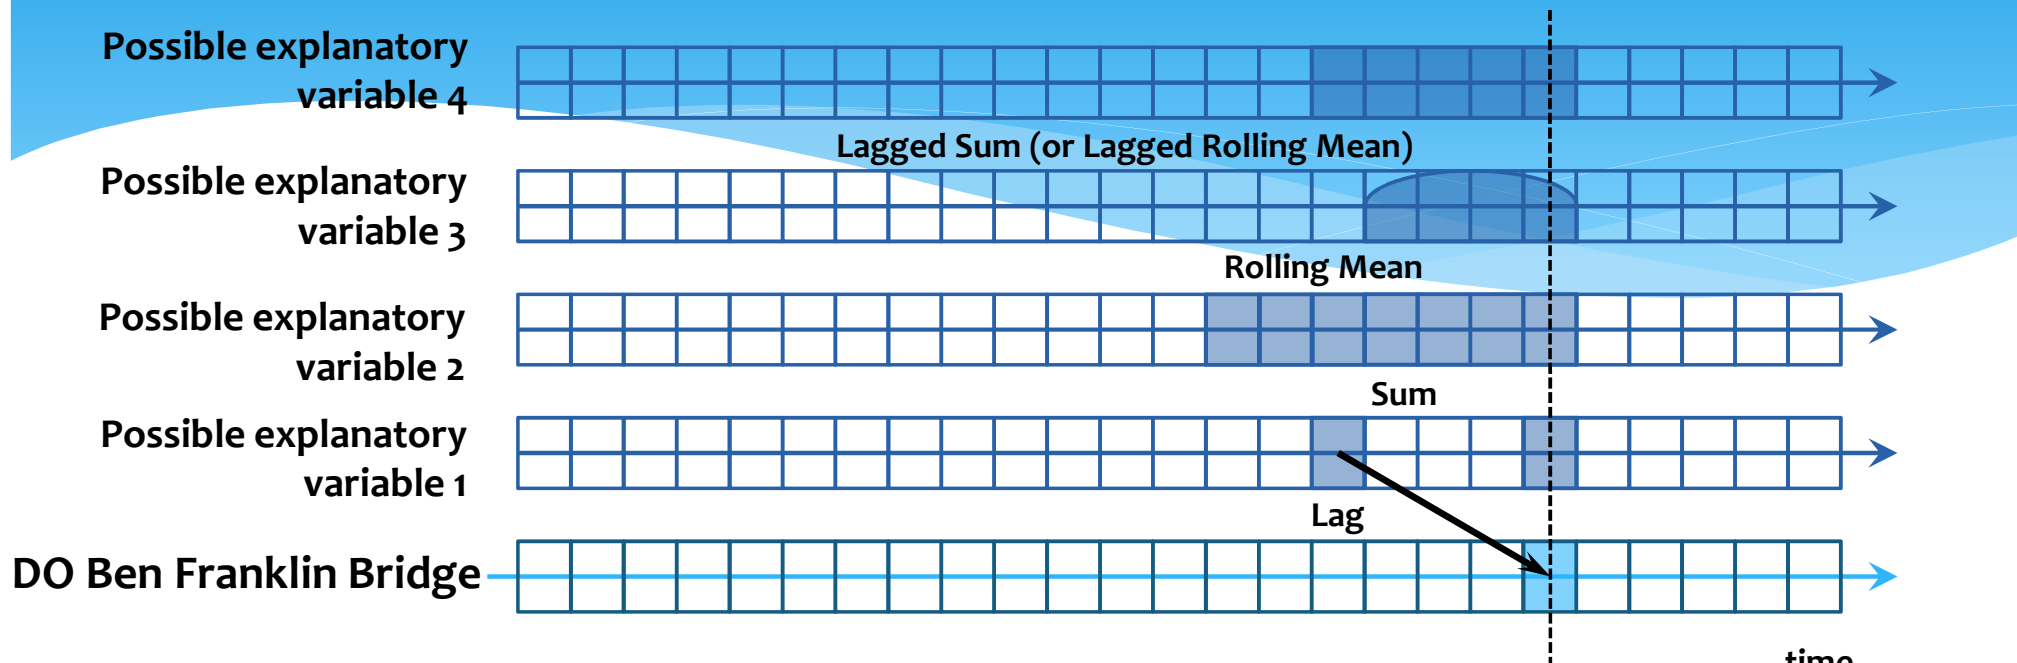 Possible explanatory
variable 4
Lagged Sum (or Lagged Rolling Mean)
Possible explanatory
variable 3
Rolling Mean
Possible explanatory
variable 2
Sum
Possible explanatory
variable 1
Lag
DO Ben Franklin Bridge
time